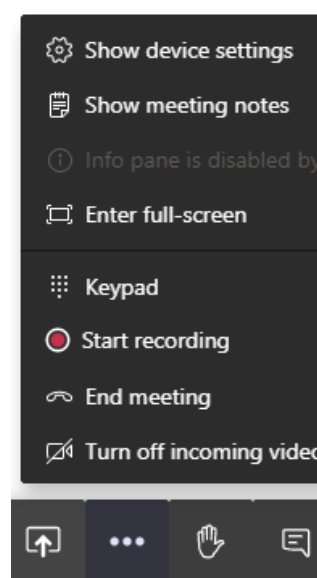 Show device settings
Show meeting notes
Info pane is disabled by
Enter full-screen
Keypad
Start recording
End meeting
Turn off incoming video